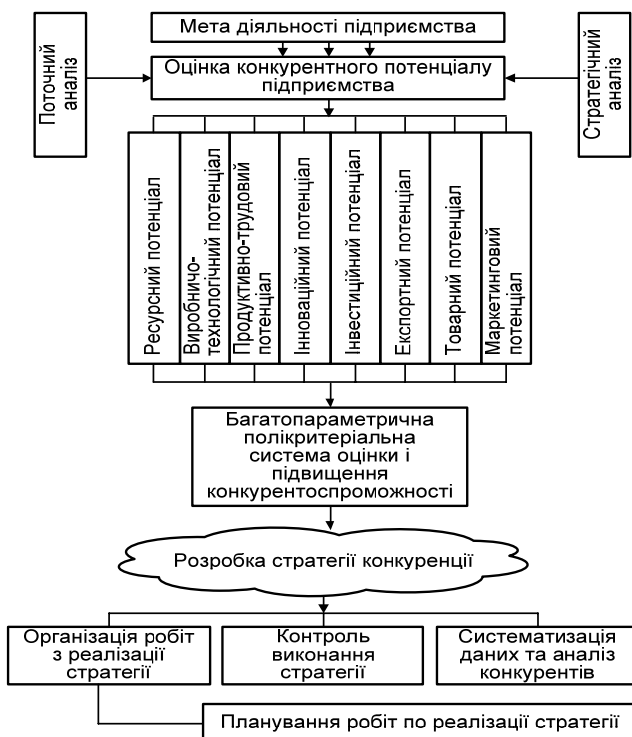 Мета діяльності підприємства
Поточний
аналіз
Оцінка конкурентного потенціалу
підприємства
Стратегічний
аналіз
Ресурсний потенціал
Виробничо-
технологічний потенціал
Продуктивно-трудовий
потенціал
Інноваційний потенціал
Інвестиційний потенціал
Експортний потенціал
Товарний потенціал
Маркетинговий
потенціал
Багатопараметрична
полікритеріальна
система оцінки і
підвищення
конкурентоспроможності
Розробка стратегії конкуренції
Організація робіт
з реалізації
стратегії
Контроль
виконання
стратегії
Систематизація
даних та аналіз
конкурентів
Планування робіт по реалізації стратегії